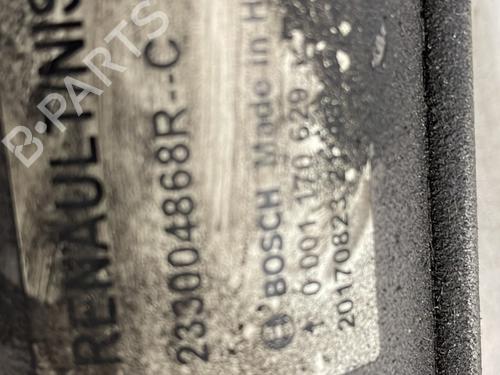 RENAULT/NIS
233004868R--C
BOSCH Made in H
0 001 170 629
20170823
B-PARTS